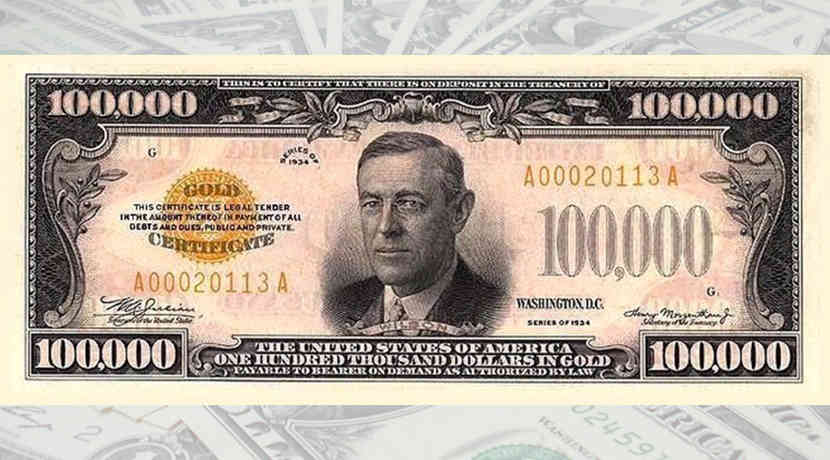 THIS IS TO CERTIFY THAT THERE IS ON DEPOSIT IN THE TREASURY OF
100,000 100,000
G
SERIES OF
1934
A00020113A
GOLD
THIS CERTIFICATE IS LEGAL TENDER
IN THE AMOUNT THEREOF IN PAYMENT OF ALL
DEBTS AND DUES, PUBLIC AND PRIVATE.
CERTIFICATE
100,000
A00020113A
WASHINGTON, D.C.
G
SERIES OF 1934
W. A. Julian
Treasurer of the United States
Henry Morgenthau Jr
Secretary of the Treasury
WILSON
100,000 100,000
THE UNITED STATES OF AMERICA
ONE HUNDRED THOUSAND DOLLARS IN GOLD
PAYABLE TO BEARER ON DEMAND AS AUTHORIZED BY LAW
2
02459